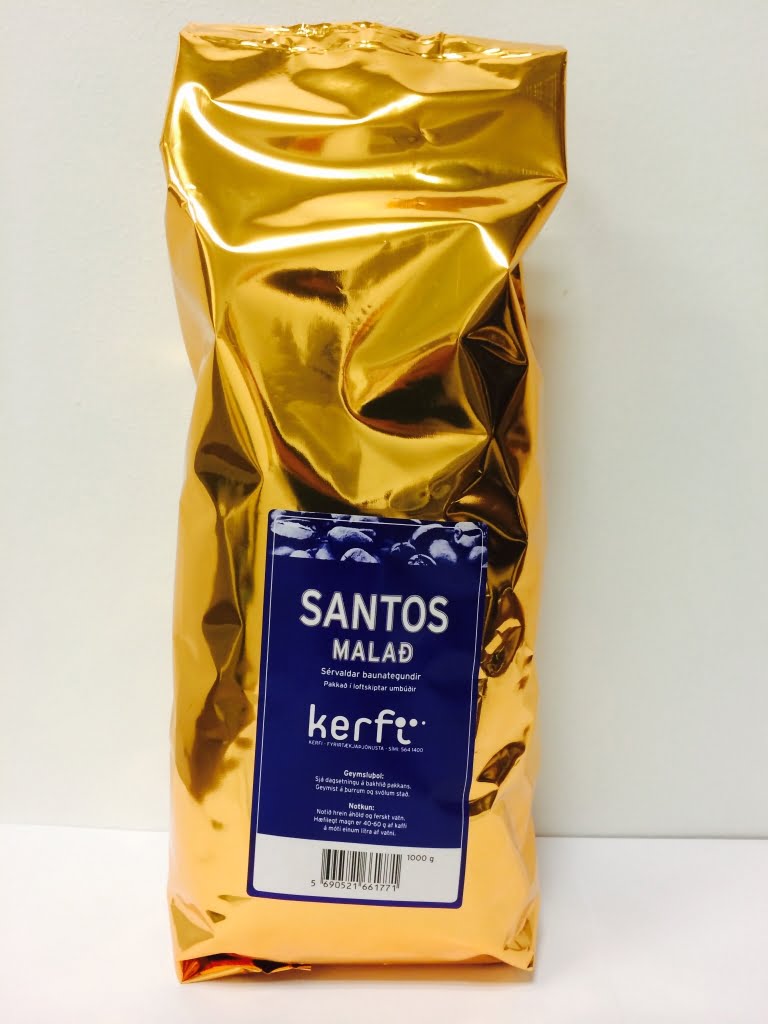 SANTOS
MALAÐ
Sérvaldar baunategundir
Pakkað í loftskiptar umbúðir
kerfi
KERFI - FYRIRTÆKJAÞJÓNUSTA - SÍMI: 564 1400
Geymsluþol:
Sjá dagsetningu á bakhlið pakkans.
Geymist á þurrum og svölum stað.
Notkun:
Notið hrein áhöld og ferskt vatn.
Hæfilegt magn er 40-60 g af kaffi
á móti einum lítra af vatni.
1000 g
5 690521 661771